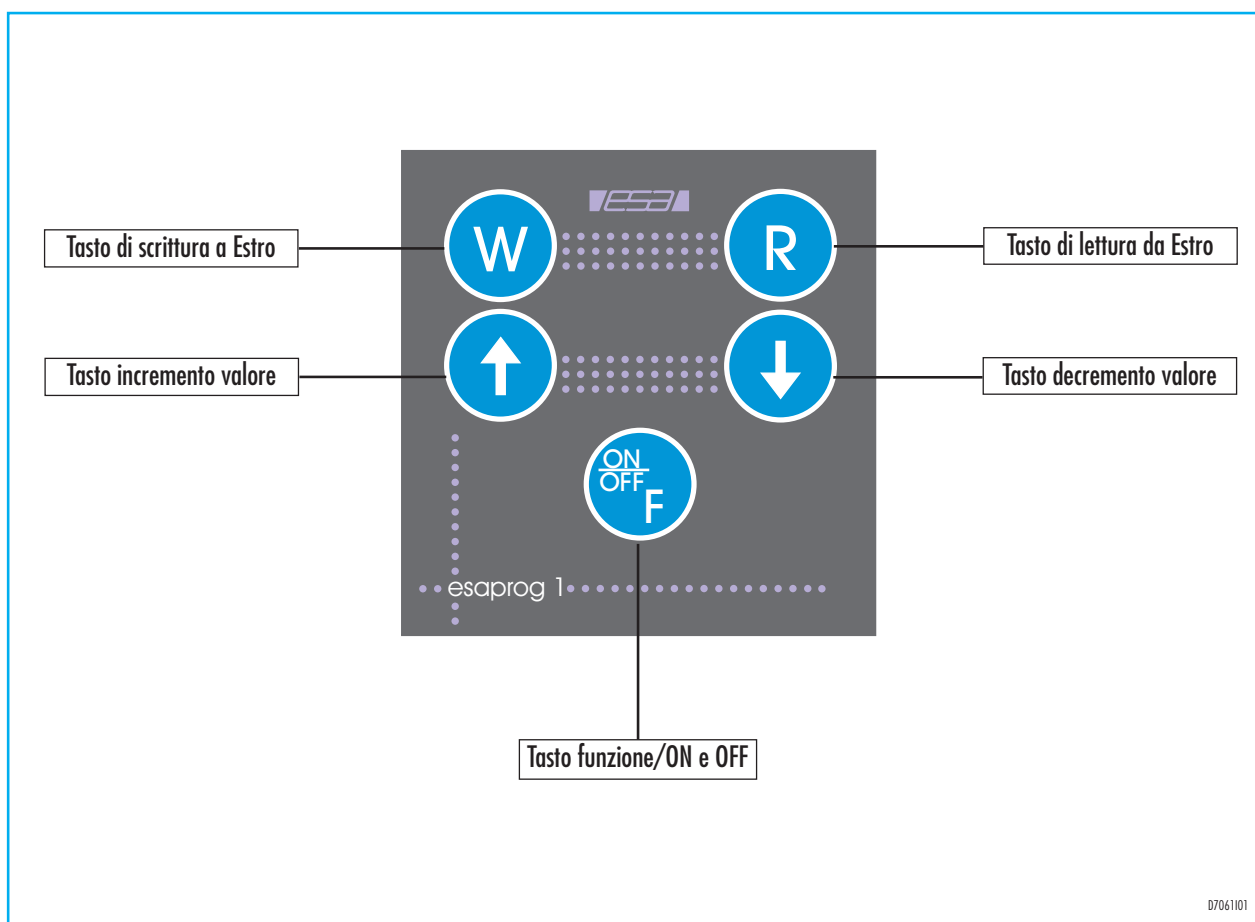 esa
W
R
Tasto di scrittura a Estro
Tasto di lettura da Estro
Tasto incremento valore
Tasto decremento valore
ON
OFF
F
esaprog 1
Tasto funzione/ON e OFF
D7061I01